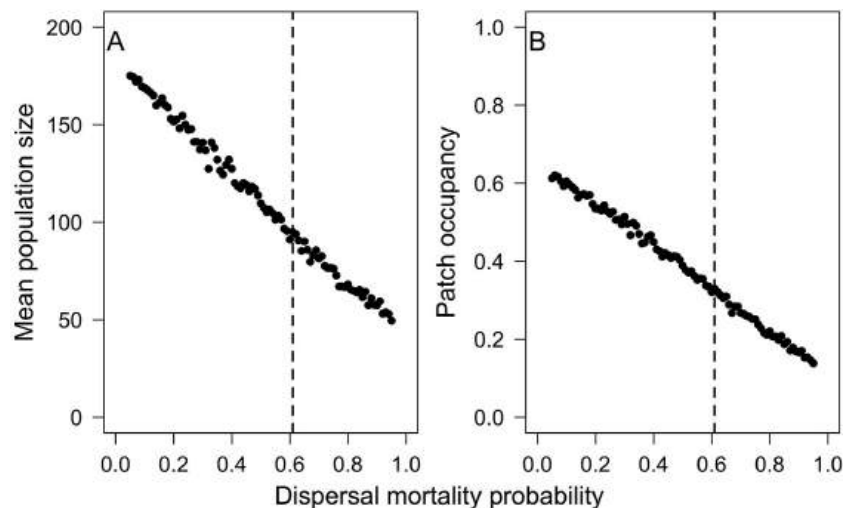 A
B
Mean population size
200
150
100
50
0
0.0 0.2 0.4 0.6 0.8 1.0
Patch occupancy
1.0
0.8
0.6
0.4
0.2
0.0
0.0 0.2 0.4 0.6 0.8 1.0
Dispersal mortality probability